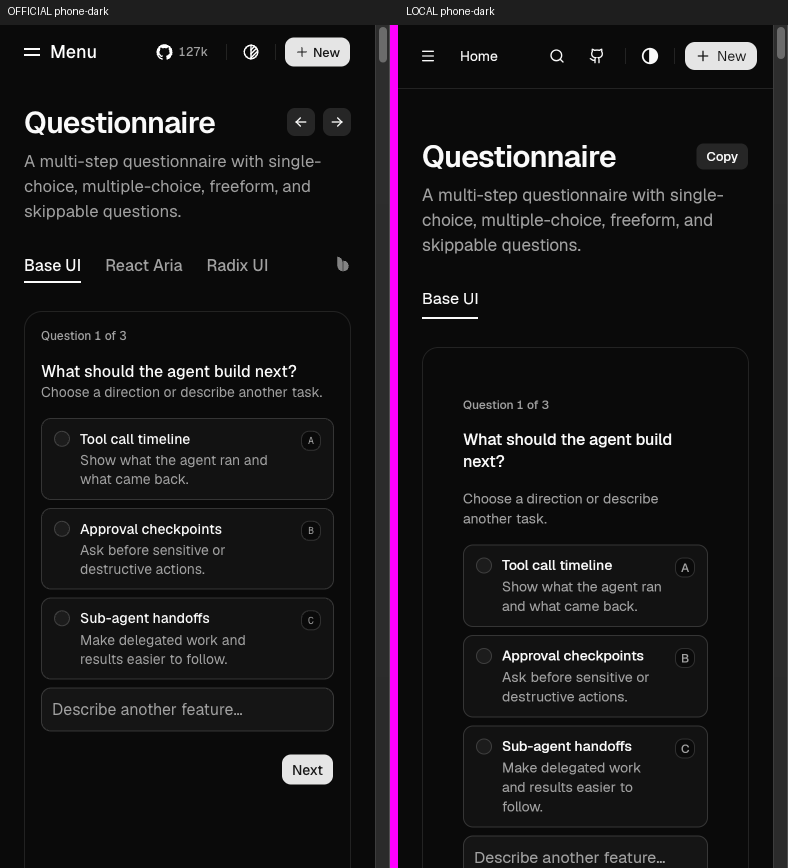 OFFICIAL phone-dark
Menu
127k
New
Questionnaire
A multi-step questionnaire with single-
choice, multiple-choice, freeform, and
skippable questions.
Base UI
React Aria
Radix UI
Question 1 of 3
What should the agent build next?
Choose a direction or describe another task.
Tool call timeline
A
Show what the agent ran and
what came back.
Approval checkpoints
B
Ask before sensitive or
destructive actions.
Sub-agent handoffs
C
Make delegated work and
results easier to follow.
Describe another feature...
Next
LOCAL phone-dark
Home
New
Questionnaire
Copy
A multi-step questionnaire with single-
choice, multiple-choice, freeform, and
skippable questions.
Base UI
Question 1 of 3
What should the agent build
next?
Choose a direction or describe
another task.
Tool call timeline
A
Show what the agent ran
and what came back.
Approval checkpoints
B
Ask before sensitive or
destructive actions.
Sub-agent handoffs
C
Make delegated work
and results easier to
follow.
Describe another feature...